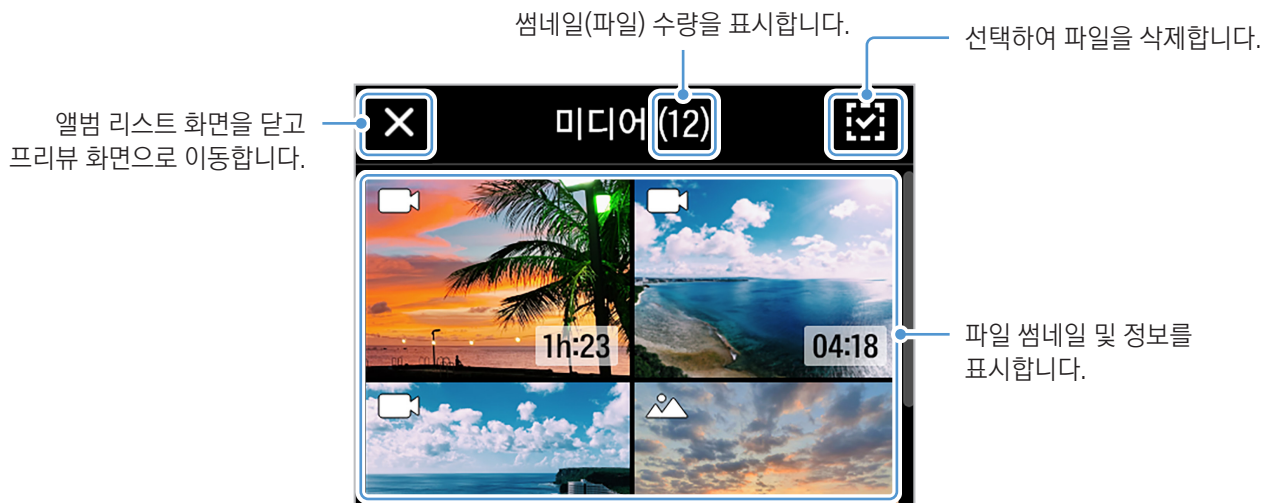 썸네일(파일) 수량을 표시합니다.
선택하여 파일을 삭제합니다.
앨범 리스트 화면을 닫고
프리뷰 화면으로 이동합니다.
미디어 (12)
1h:23
04:18
파일 썸네일 및 정보를
표시합니다.